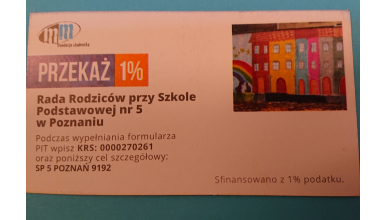 PRZEKAŻ 1%
Rada Rodziców przy Szkole
Podstawowej nr 5
w Poznaniu
Podczas wypełniania formularza
PIT wpisz KRS: 0000270261
oraz poniższy cel szczegółowy:
SP 5 POZNAŃ 9192
Sfinansowano z 1% podatku.